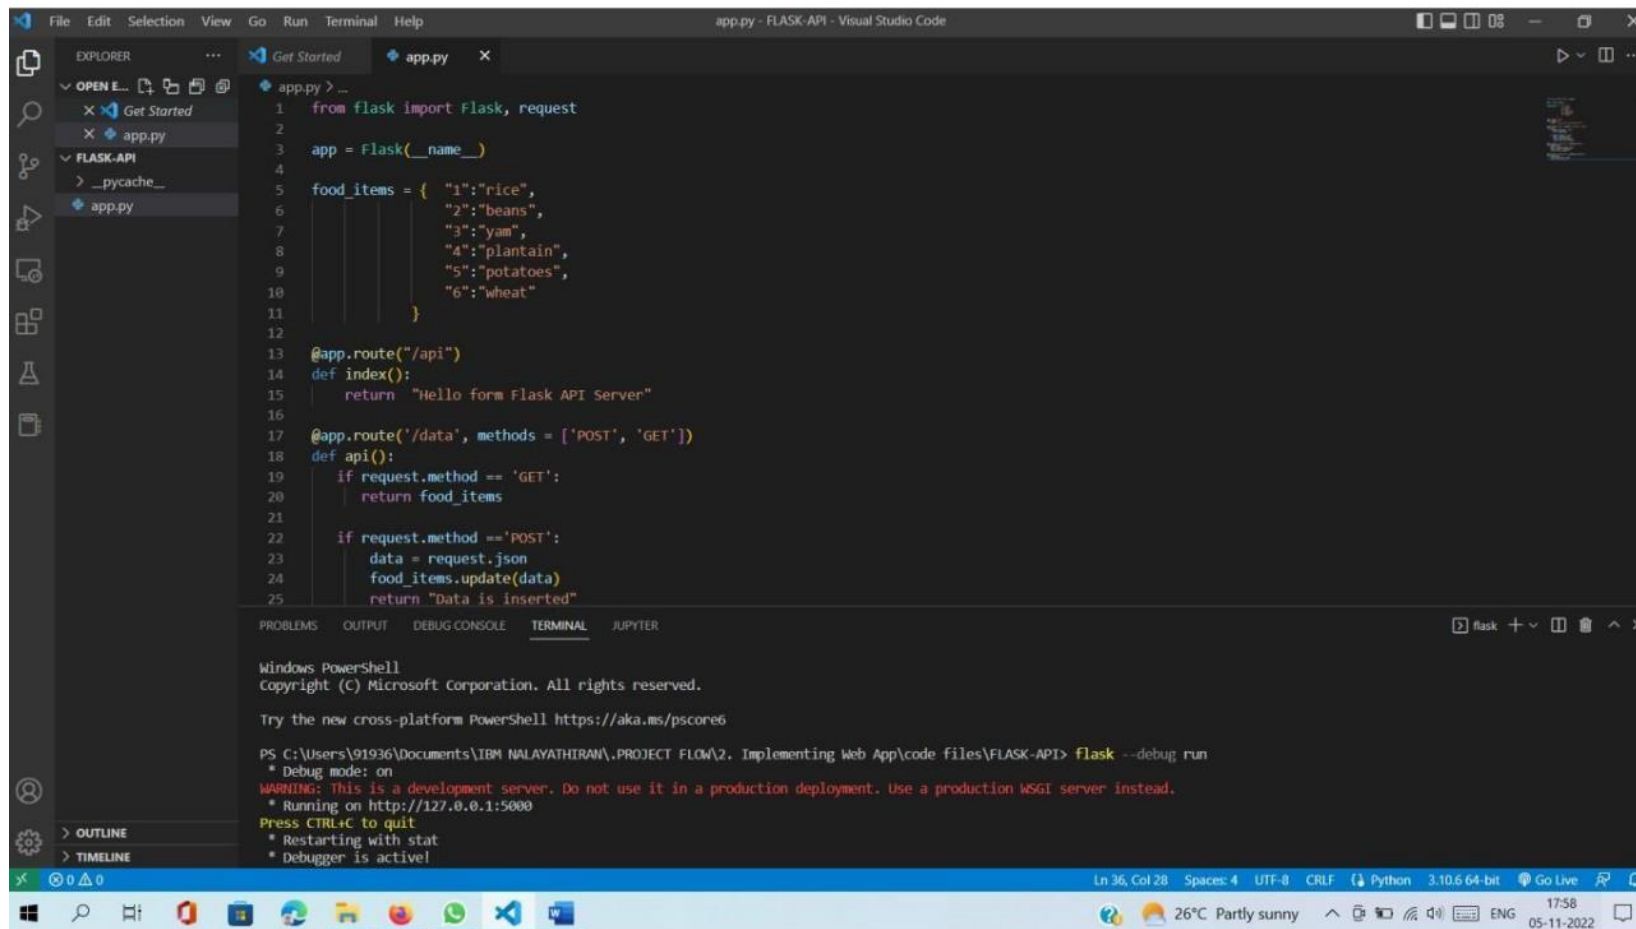 File Edit Selection View Go Run Terminal Help app.py - FLASK-API - Visual Studio Code
EXPLORER ...
Get Started app.py
OPEN E...
Get Started
app.py
FLASK-API
__pycache__
app.py
OUTLINE
TIMELINE
app.py > ...
1 from flask import Flask, request
2
3 app = Flask(__name__)
4
5 food_items = { "1":"rice",
6 "2":"beans",
7 "3":"yam",
8 "4":"plantain",
9 "5":"potatoes",
10 "6":"wheat"
11 }
12
13 @app.route("/api")
14 def index():
15 return "Hello form Flask API Server"
16
17 @app.route('/data', methods = ['POST', 'GET'])
18 def api():
19 if request.method == 'GET':
20 return food_items
21
22 if request.method =='POST':
23 data = request.json
24 food_items.update(data)
25 return "Data is inserted"
PROBLEMS OUTPUT DEBUG CONSOLE TERMINAL JUPYTER flask
Windows PowerShell
Copyright (C) Microsoft Corporation. All rights reserved.
Try the new cross-platform PowerShell https://aka.ms/pscore6
PS C:\Users\91936\Documents\IBM NALAYATHIRAN\.PROJECT FLOW\2. Implementing Web App\code files\FLASK-API> flask --debug run
* Debug mode: on
WARNING: This is a development server. Do not use it in a production deployment. Use a production WSGI server instead.
* Running on http://127.0.0.1:5000
Press CTRL+C to quit
* Restarting with stat
* Debugger is active!
0 0 Ln 36, Col 28 Spaces: 4 UTF-8 CRLF Python 3.10.6 64-bit Go Live
26°C Partly sunny ENG 17:58
05-11-2022